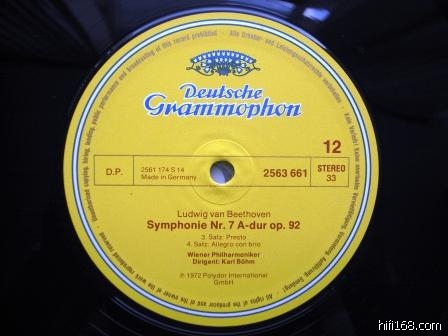 Deutsche
Grammophon
12
D.P.
2561 174 S 14
Made in Germany
2563 661
STEREO
33
Ludwig van Beethoven
Symphonie Nr. 7 A-dur op. 92
3. Satz: Presto
4. Satz: Allegro con brio
Wiener Philharmoniker
Dirigent: Karl Böhm
℗ 1972 Polydor International
GmbH
hifi168.com